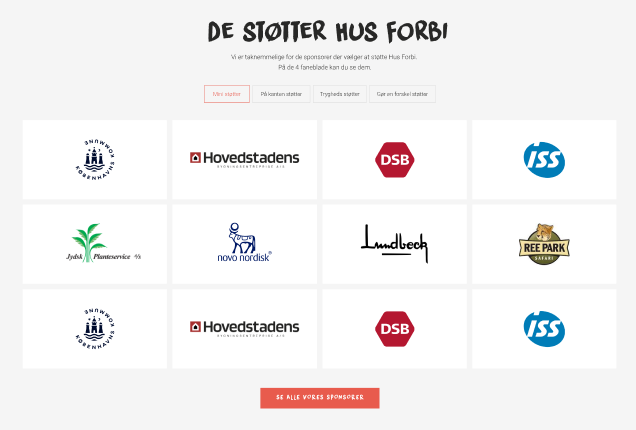 DE STØTTER HUS FORBI
Vi er taknemmelige for de sponsorer der vælger at støtte Hus Forbi.
På de 4 faneblade kan du se dem.
Mini støtter
På kanten støtter
Trygheds støtter
Gør en forskel støtter
KØBENHAVNS KOMMUNE
Hovedstadens
BYGNINGSENTREPRISE A/S
DSB
ISS
Jydsk Planteservice A/S
novo nordisk®
Lundbeck
REE PARK
SAFARI
KØBENHAVNS KOMMUNE
Hovedstadens
BYGNINGSENTREPRISE A/S
DSB
ISS
SE ALLE VORES SPONSORER